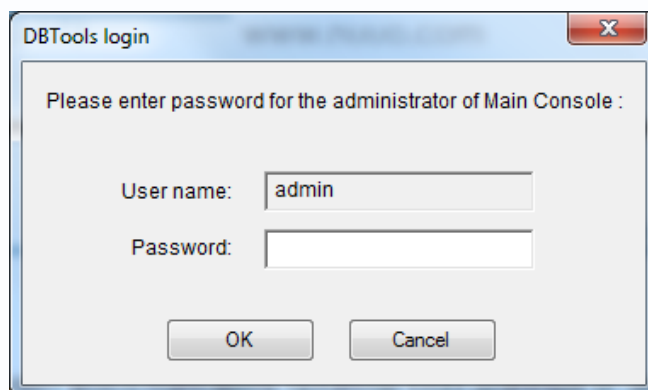 DBTools login
Please enter password for the administrator of Main Console :
User name: admin
Password:
OK Cancel